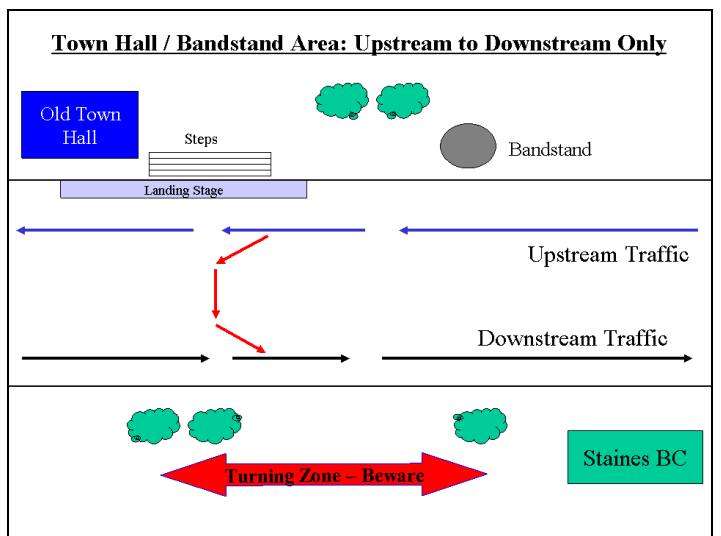 Town Hall / Bandstand Area: Upstream to Downstream Only
Old Town
Hall
Steps
Bandstand
Landing Stage
Upstream Traffic
Downstream Traffic
Staines BC
Turning Zone – Beware